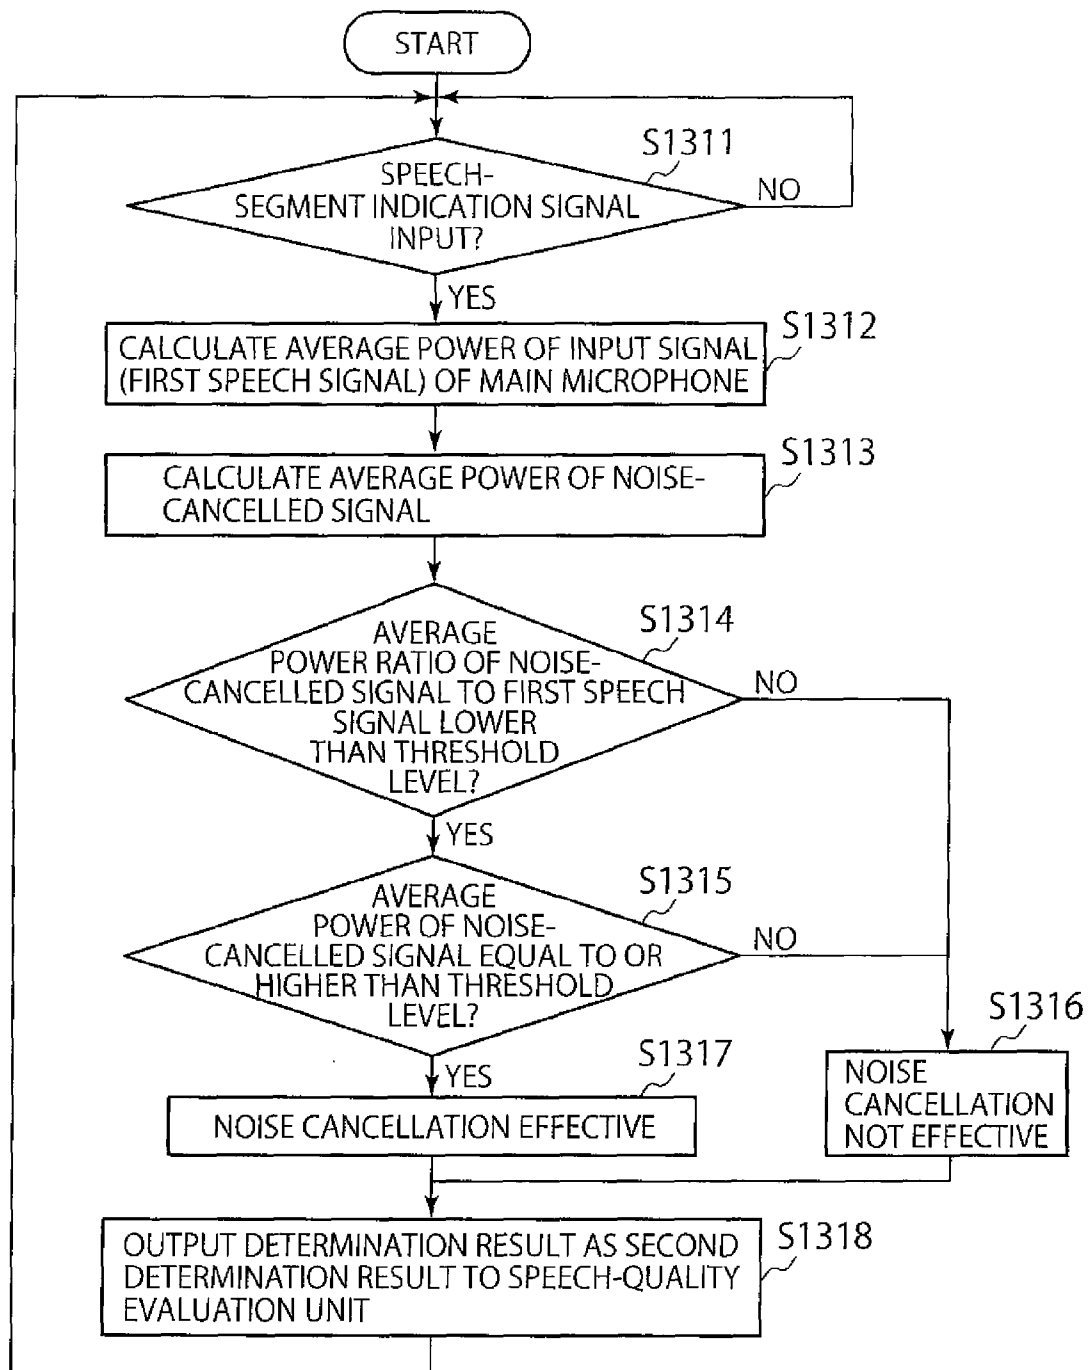 START
S1311
SPEECH-
SEGMENT INDICATION SIGNAL
INPUT?
NO
YES
S1312
CALCULATE AVERAGE POWER OF INPUT SIGNAL
(FIRST SPEECH SIGNAL) OF MAIN MICROPHONE
S1313
CALCULATE AVERAGE POWER OF NOISE-
CANCELLED SIGNAL
S1314
AVERAGE
POWER RATIO OF NOISE-
CANCELLED SIGNAL TO FIRST SPEECH
SIGNAL LOWER
THAN THRESHOLD
LEVEL?
NO
YES
S1315
AVERAGE
POWER OF NOISE-
CANCELLED SIGNAL EQUAL TO OR
HIGHER THAN THRESHOLD
LEVEL?
NO
YES
S1316
NOISE
CANCELLATION
NOT EFFECTIVE
S1317
NOISE CANCELLATION EFFECTIVE
S1318
OUTPUT DETERMINATION RESULT AS SECOND
DETERMINATION RESULT TO SPEECH-QUALITY
EVALUATION UNIT